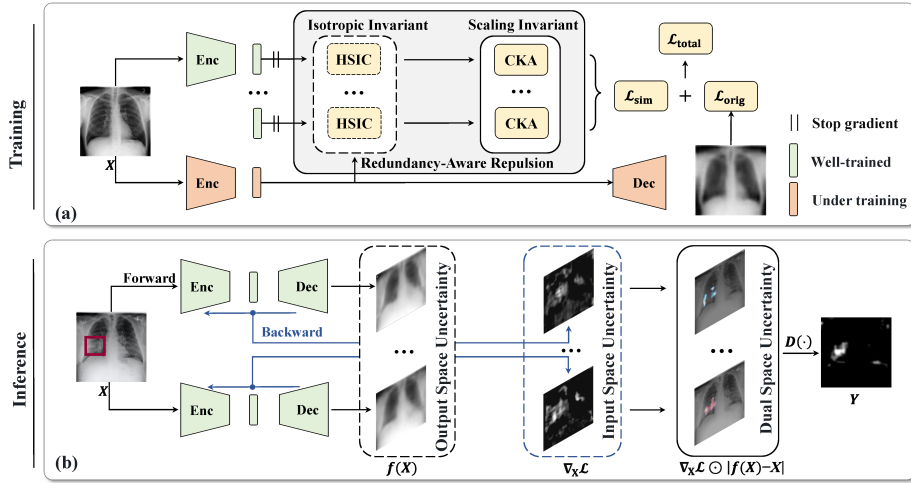 Training
Isotropic Invariant
Scaling Invariant
Enc
HSIC
CKA
...
...
...
HSIC
CKA
Redundancy-Aware Repulsion
X
Enc
Dec
ℒtotal
ℒsim + ℒorig
Stop gradient
Well-trained
Under training
(a)
Inference
Forward
Enc
Dec
Backward
X
Enc
Dec
...
Output Space Uncertainty
f(X)
...
Input Space Uncertainty
∇Xℒ
...
Dual Space Uncertainty
∇Xℒ ⊙ |f(X)−X|
D(·)
Y
(b)